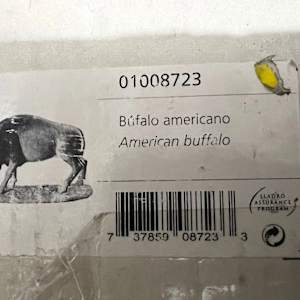 01008723
Búfalo americano
American buffalo
LLADRÓ
ASSURANCE
PROGRAM
7 37859 08723 3